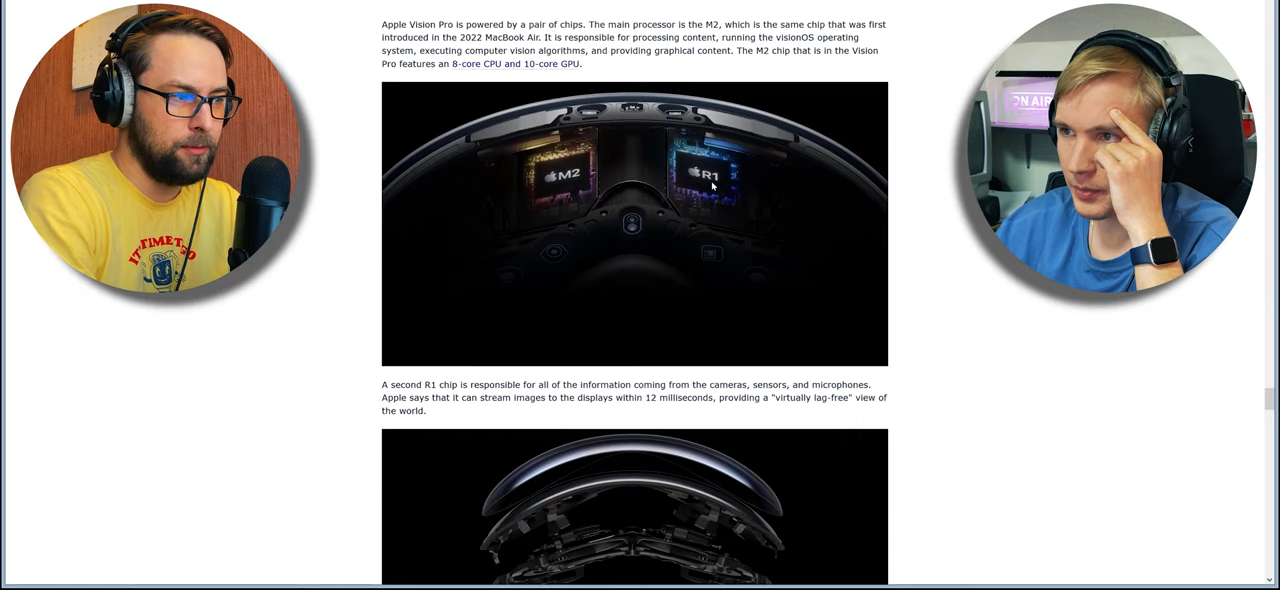 Apple Vision Pro is powered by a pair of chips. The main processor is the M2, which is the same chip that was first
introduced in the 2022 MacBook Air. It is responsible for processing content, running the visionOS operating
system, executing computer vision algorithms, and providing graphical content. The M2 chip that is in the Vision
Pro features an 8-core CPU and 10-core GPU.
ON AIR
M2
R1
IT'S TIME TO
A second R1 chip is responsible for all of the information coming from the cameras, sensors, and microphones.
Apple says that it can stream images to the displays within 12 milliseconds, providing a "virtually lag-free" view of
the world.